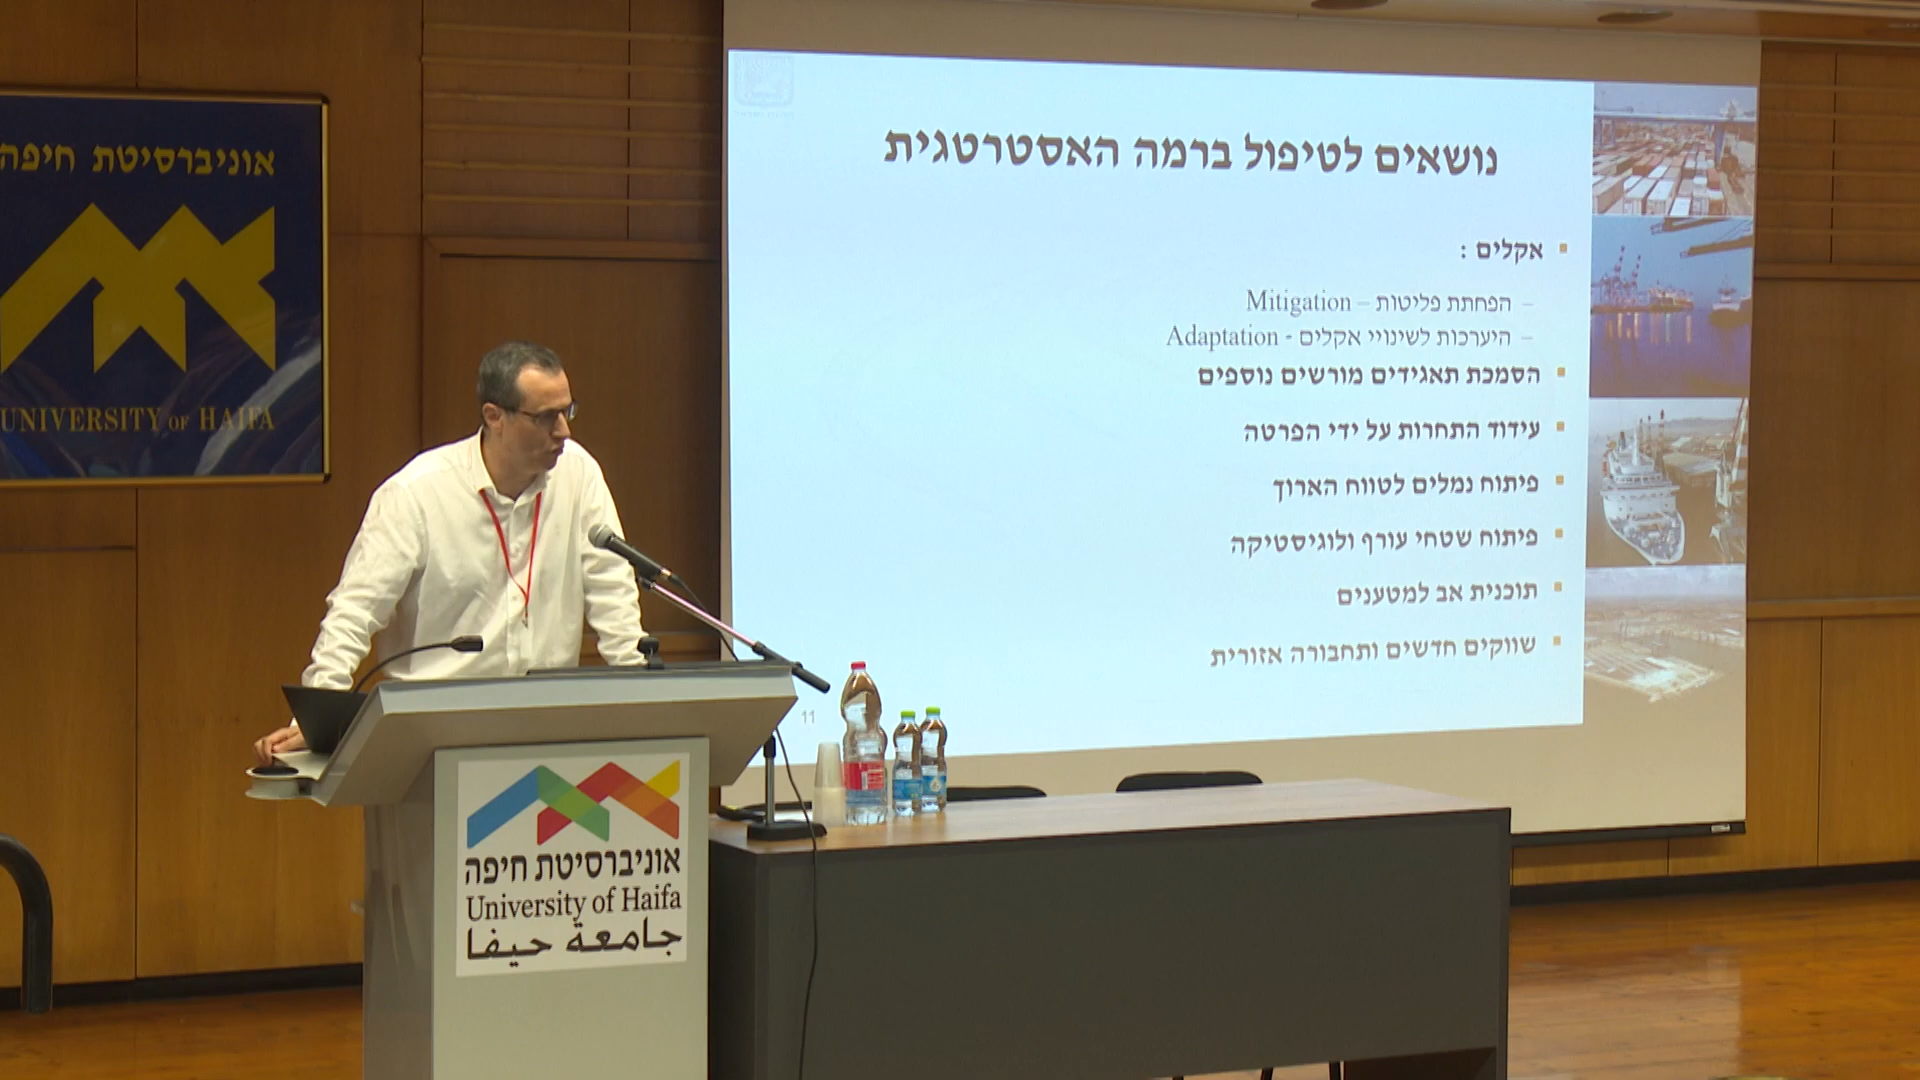 אוניברסיטת חיפה
UNIVERSITY OF HAIFA
נושאים לטיפול ברמה האסטרטגית
אקלים :
– הפחתת פליטות – Mitigation
– היערכות לשינויי אקלים - Adaptation
הסמכת תאגידים מורשים נוספים
עידוד התחרות על ידי הפרטה
פיתוח נמלים לטווח הארוך
פיתוח שטחי עורף ולוגיסטיקה
תוכנית אב למטענים
שווקים חדשים ותחבורה אזורית
11
אוניברסיטת חיפה
University of Haifa
جامعة حيفا